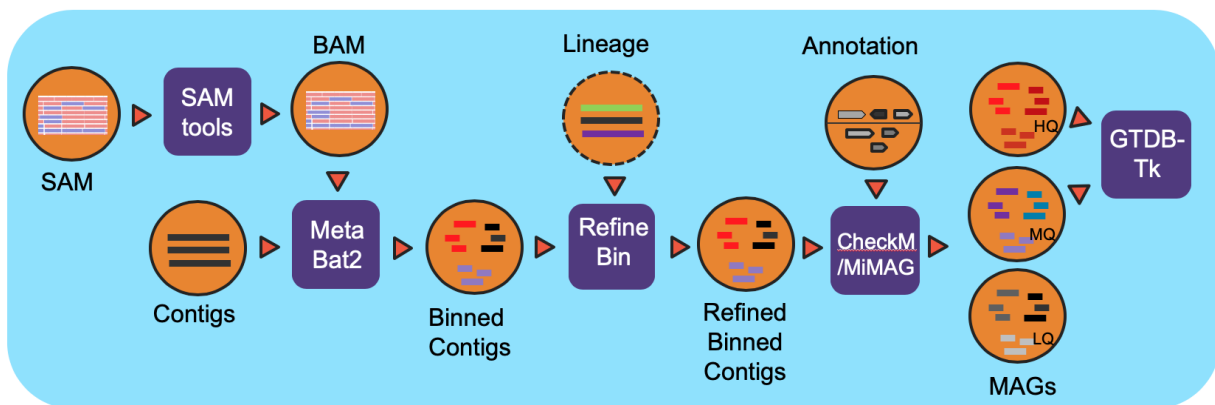 SAM
SAM
tools
BAM
Contigs
Meta
Bat2
Binned
Contigs
Lineage
Refine
Bin
Refined
Binned
Contigs
Annotation
CheckM
/MiMAG
HQ
MQ
LQ
MAGs
GTDB-
Tk